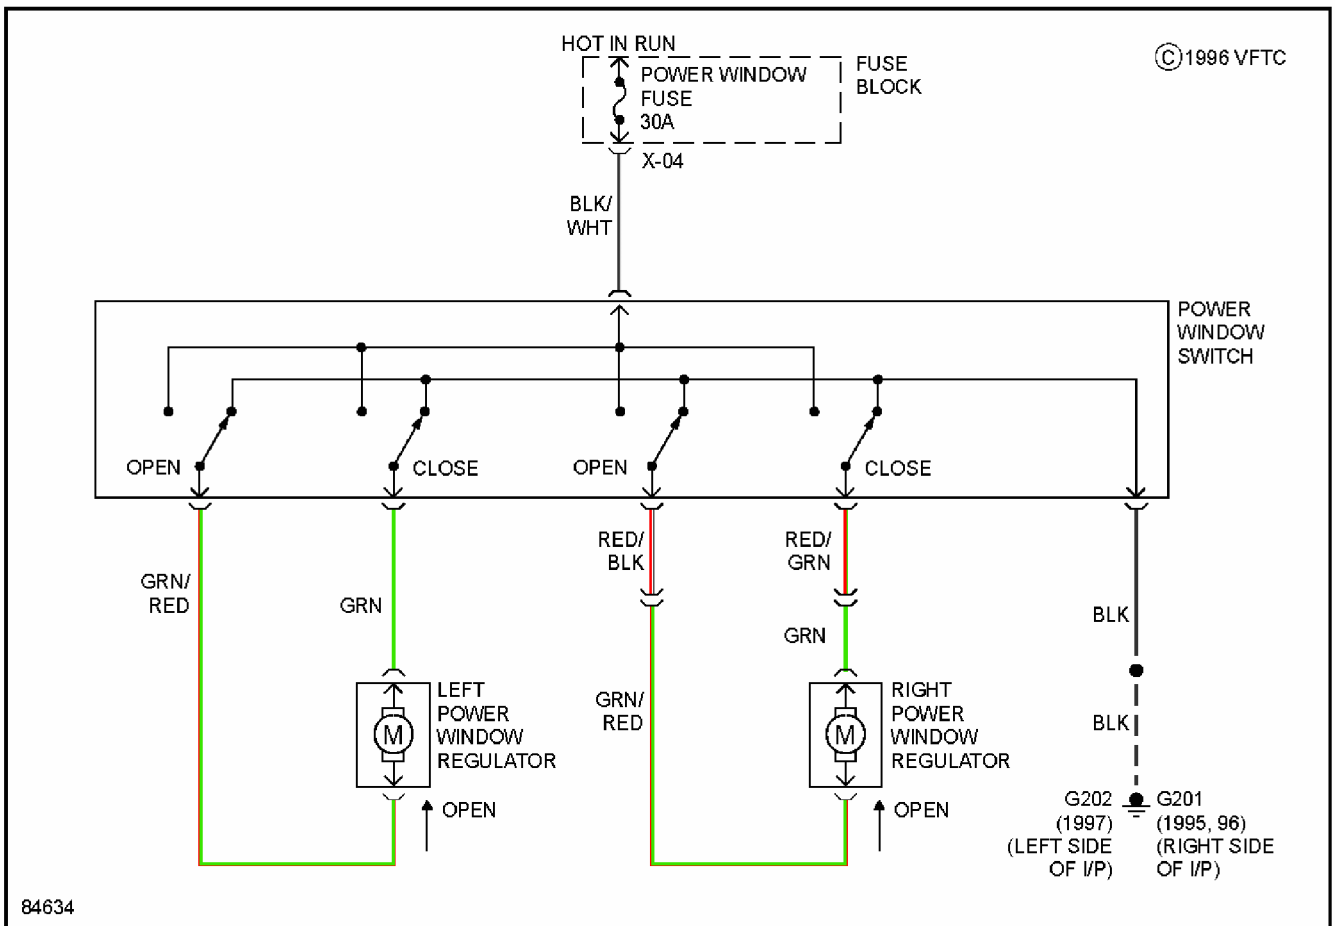 HOT IN RUN
POWER WINDOW
FUSE
30A
FUSE
BLOCK
©1996 VFTC
X-04
BLK/
WHT
POWER
WINDOW
SWITCH
OPEN
CLOSE
OPEN
CLOSE
GRN/
RED
GRN
RED/
BLK
RED/
GRN
GRN
BLK
GRN/
RED
BLK
LEFT
POWER
WINDOW
REGULATOR
M
OPEN
RIGHT
POWER
WINDOW
REGULATOR
M
OPEN
G202
(1997)
(LEFT SIDE
OF I/P)
G201
(1995, 96)
(RIGHT SIDE
OF I/P)
84634